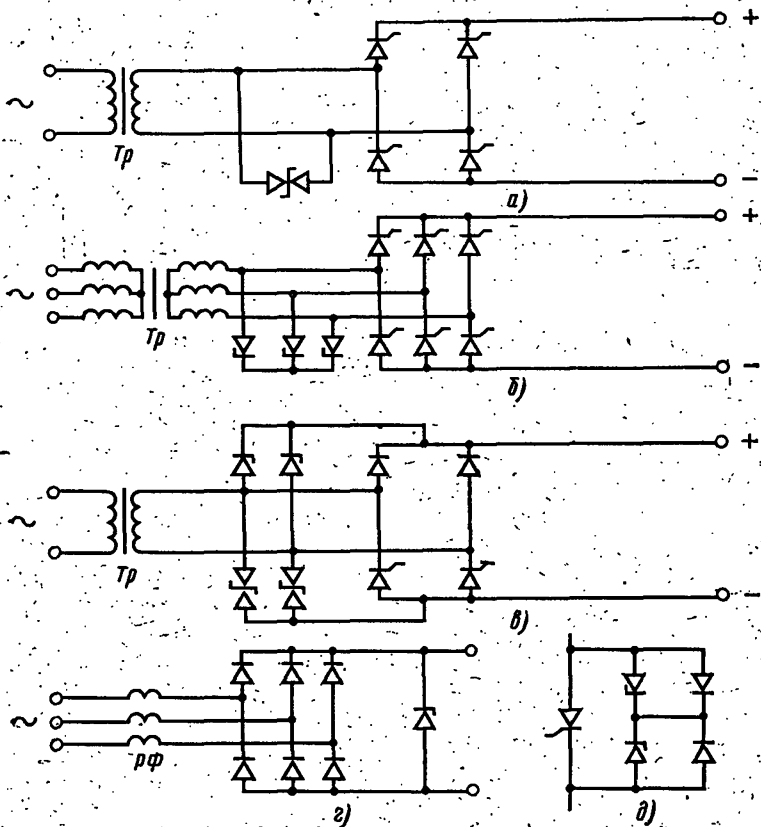 +
~
Тр
−
а)
+
~
Тр
−
б)
+
~
Тр
−
в)
~
рф
г)
д)